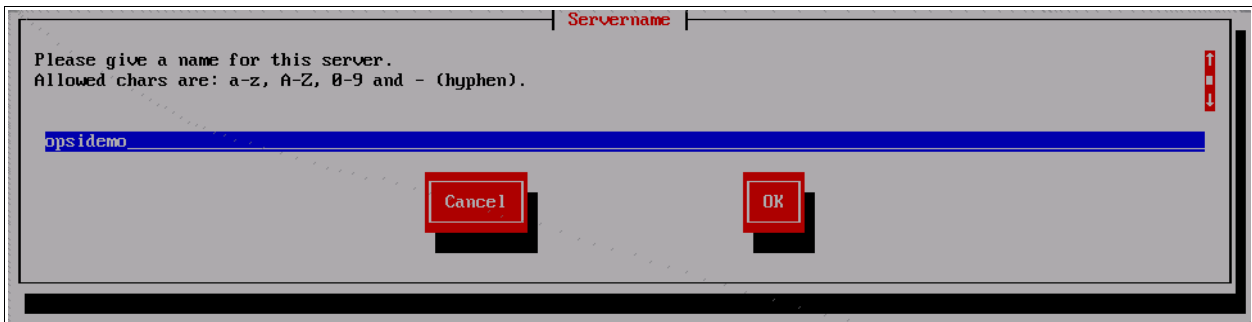 Servername
Please give a name for this server.
Allowed chars are: a-z, A-Z, 0-9 and - (hyphen).
opsidemo
Cancel OK